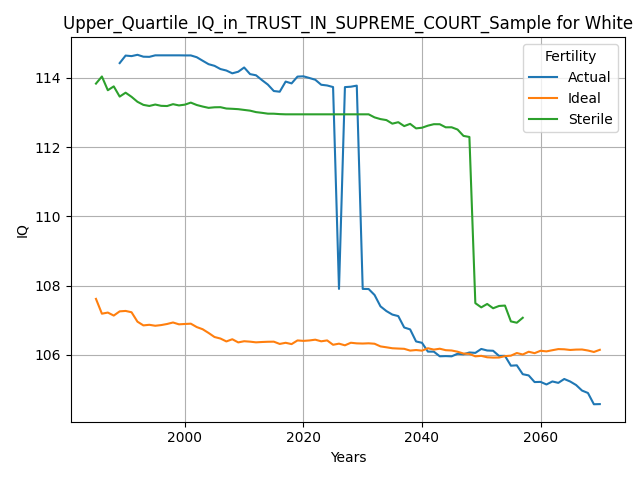 Upper_Quartile_IQ_in_TRUST_IN_SUPREME_COURT_Sample for White
Fertility
Actual
Ideal
Sterile
114
112
110
108
106
IQ
2000
2020
2040
2060
Years